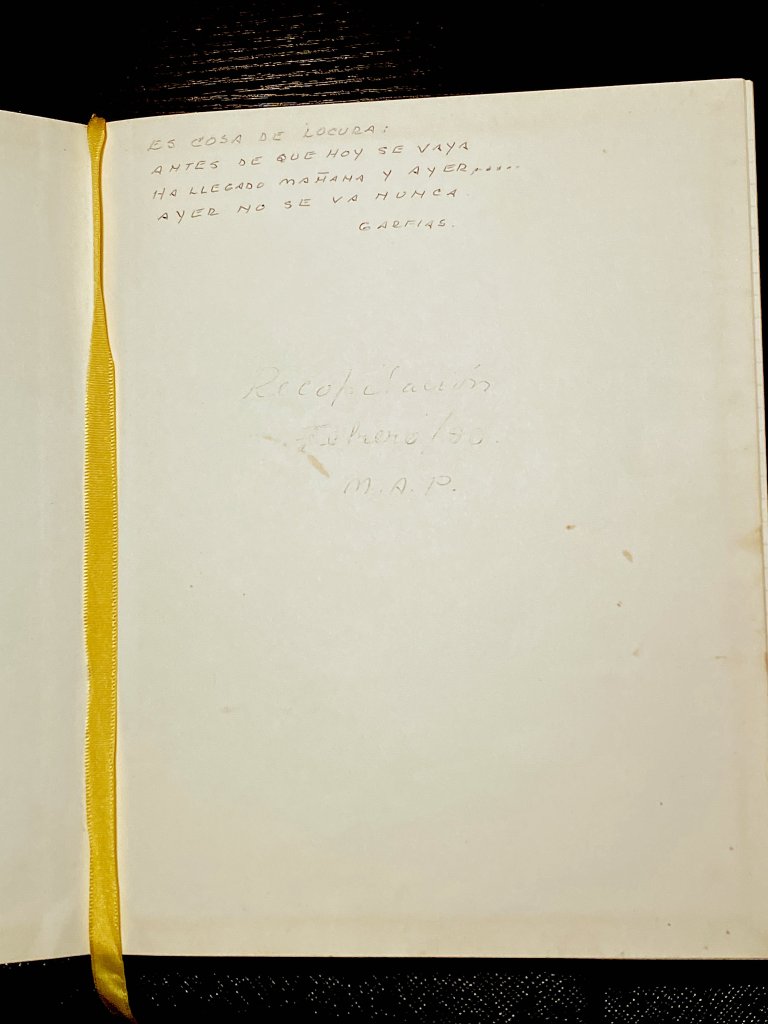 ES COSA DE LOCURA:
ANTES DE QUE HOY SE VAYA
HA LLEGADO MAÑANA Y AYER,.....
AYER NO SE VA NUNCA.
GARFIAS.
Recopilación
Febrero/80.
M.A.P.